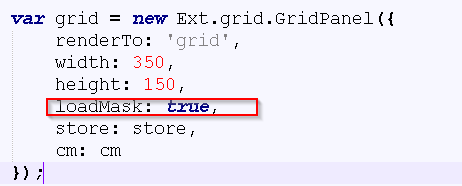 var grid = new Ext.grid.GridPanel({
renderTo: 'grid',
width: 350,
height: 150,
loadMask: true,
store: store,
cm: cm
});